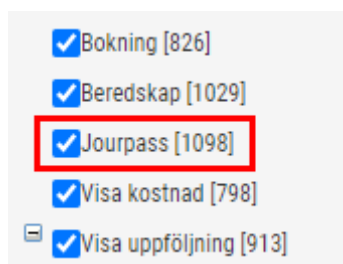 Bokning [826]
Beredskap [1029]
Jourpass [1098]
Visa kostnad [798]
Visa uppföljning [913]